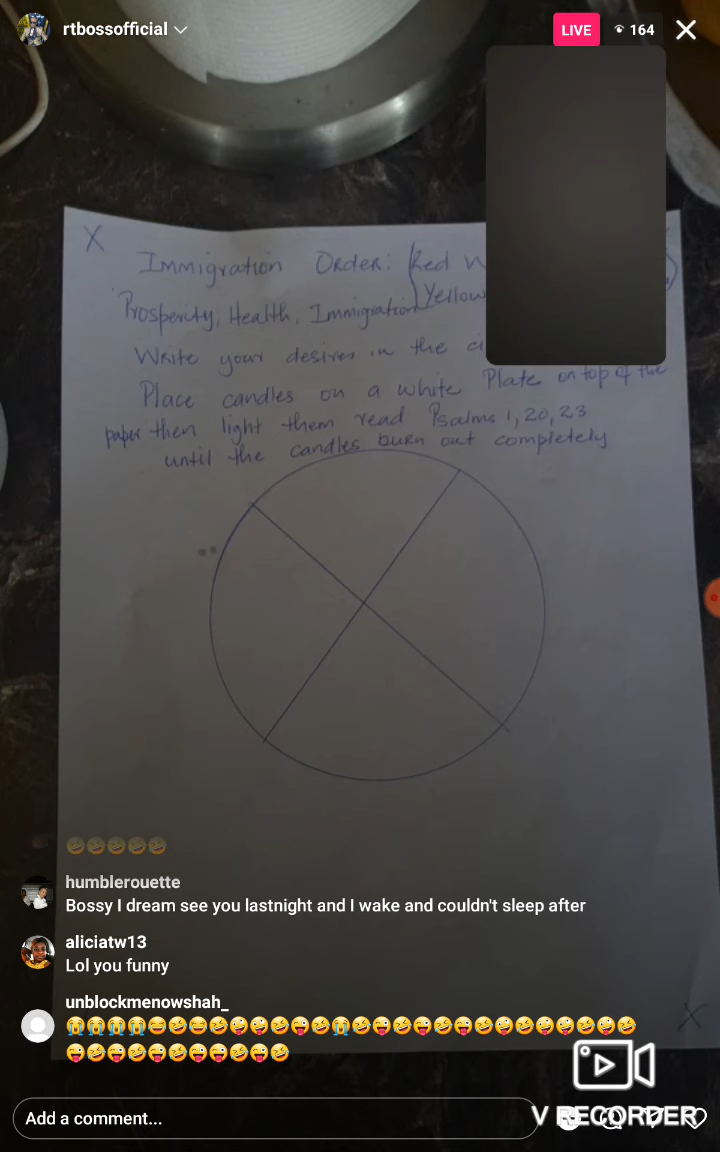 rtbossofficial
LIVE
164
X
Immigration Order: (Red
Prosperity, Health, Immigration (Yellow
Write your desires in the
Place candles on a white Plate on top of the
paper then light them read Psalms 1, 20, 23
until the candles burn out completely
🤣🤣🤣🤣🤣
humblerouette
Bossy I dream see you lastnight and I wake and couldn't sleep after
aliciatw13
Lol you funny
unblockmenowshah_
X
Add a comment...
V RECORDER